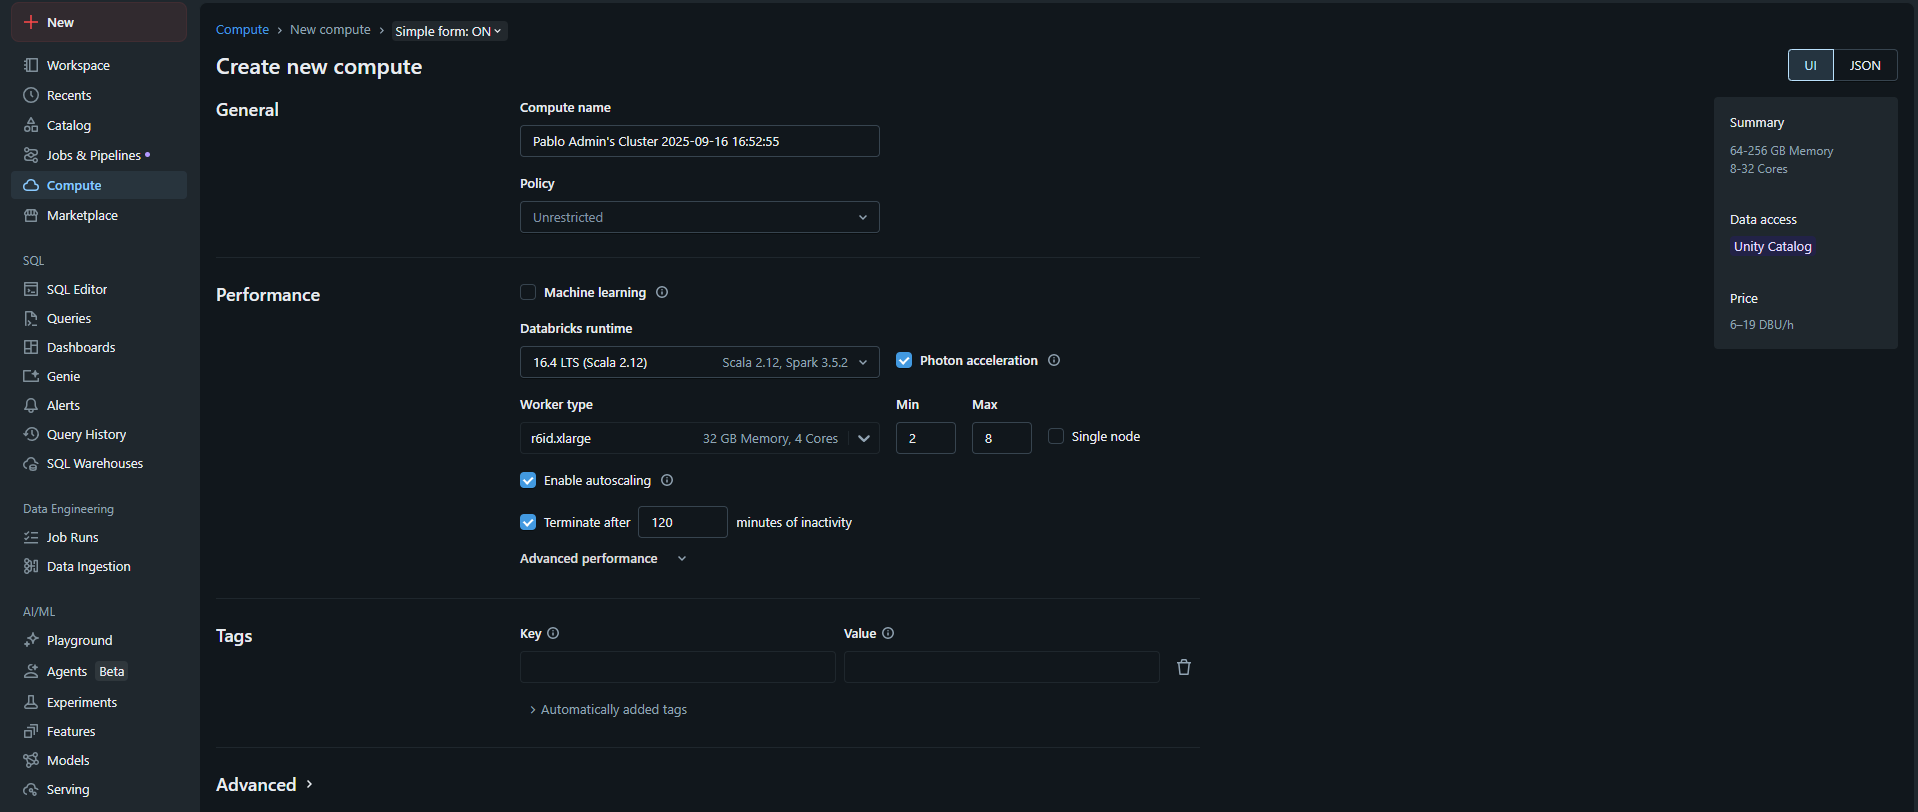 New
Workspace
Recents
Catalog
Jobs & Pipelines
Compute
Marketplace
SQL
SQL Editor
Queries
Dashboards
Genie
Alerts
Query History
SQL Warehouses
Data Engineering
Job Runs
Data Ingestion
AI/ML
Playground
Agents Beta
Experiments
Features
Models
Serving
Compute › New compute › Simple form: ON
Create new compute
UI JSON
General
Compute name
Pablo Admin's Cluster 2025-09-16 16:52:55
Policy
Unrestricted
Performance
Machine learning
Databricks runtime
16.4 LTS (Scala 2.12) Scala 2.12, Spark 3.5.2
Photon acceleration
Worker type Min Max
r6id.xlarge 32 GB Memory, 4 Cores 2 8 Single node
Enable autoscaling
Terminate after 120 minutes of inactivity
Advanced performance
Tags
Key Value
Automatically added tags
Advanced
Summary
64-256 GB Memory
8-32 Cores
Data access
Unity Catalog
Price
6–19 DBU/h